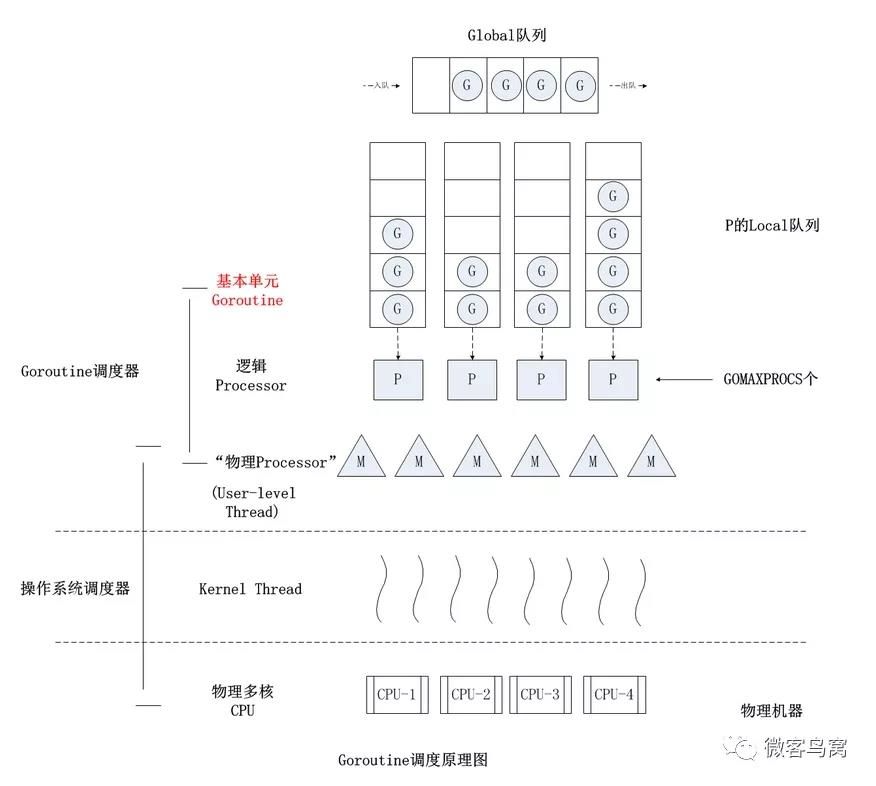 Global队列
入队
G G G G
出队
G
P的Local队列
G G
基本单元
Goroutine
G G G G
G G G G
Goroutine调度器
逻辑
Processor
P P P P
GOMAXPROCS个
“物理Processor”
M M M M M M
(User-level
Thread)
操作系统调度器
Kernel Thread
物理多核
CPU
CPU-1 CPU-2 CPU-3 CPU-4
物理机器
微客鸟窝
Goroutine调度原理图